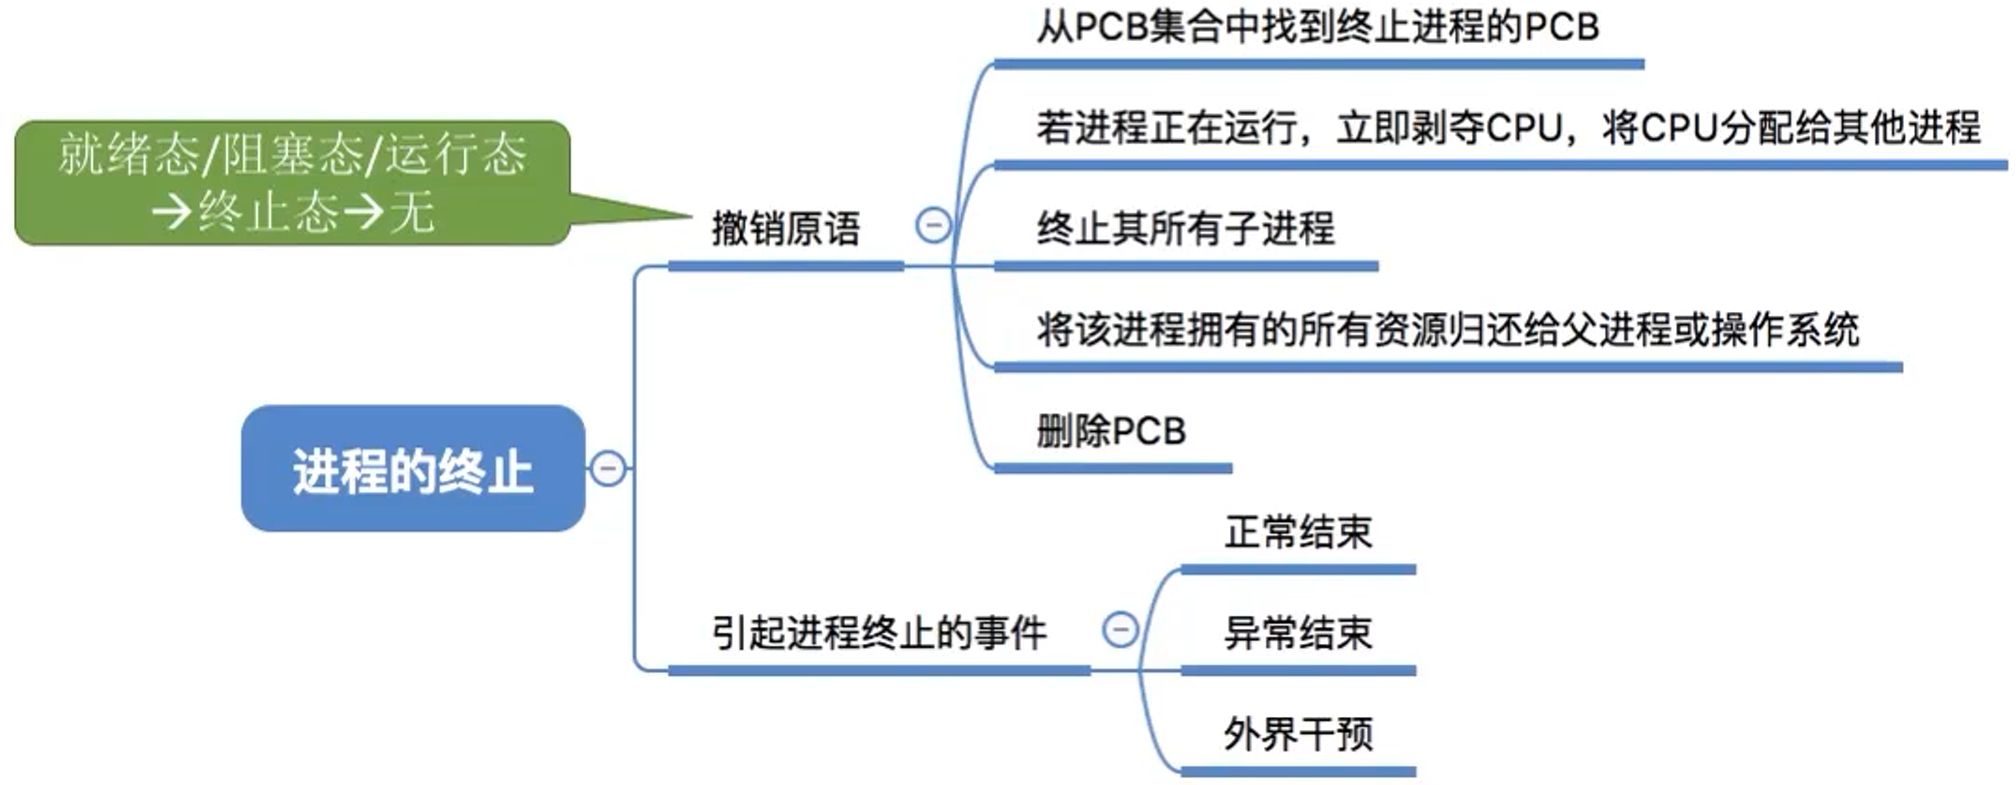 从PCB集合中找到终止进程的PCB
若进程正在运行，立即剥夺CPU，将CPU分配给其他进程
就绪态/阻塞态/运行态
→终止态→无
撤销原语
终止其所有子进程
将该进程拥有的所有资源归还给父进程或操作系统
删除PCB
进程的终止
正常结束
引起进程终止的事件
异常结束
外界干预